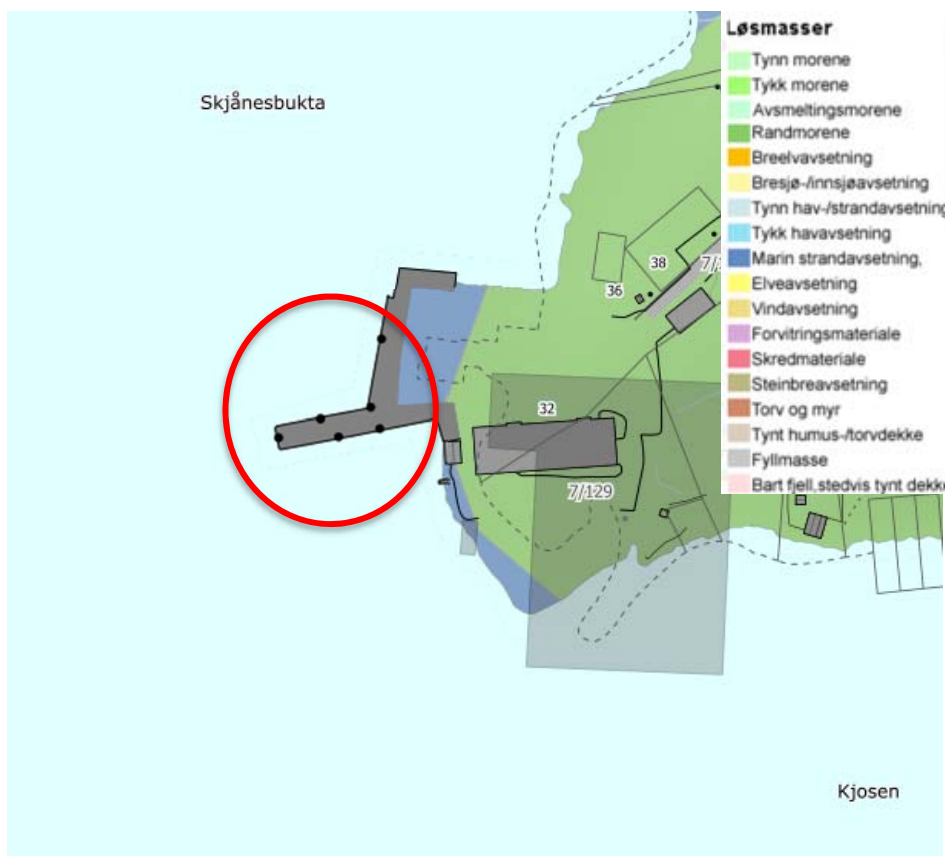 Løsmasser
Tynn morene
Tykk morene
Avsmeltingsmorene
Randmorene
Breelvavsetning
Bresjø-/innsjøavsetning
Tynn hav-/strandavsetning
Tykk havavsetning
Marin strandavsetning,
Elveavsetning
Vindavsetning
Forvitringsmateriale
Skredmateriale
Steinbreavsetning
Torv og myr
Tynt humus-/torvdekke
Fyllmasse
Bart fjell,stedvis tynt dekke
Skjånesbukta
38
36
32
7/129
Kjosen